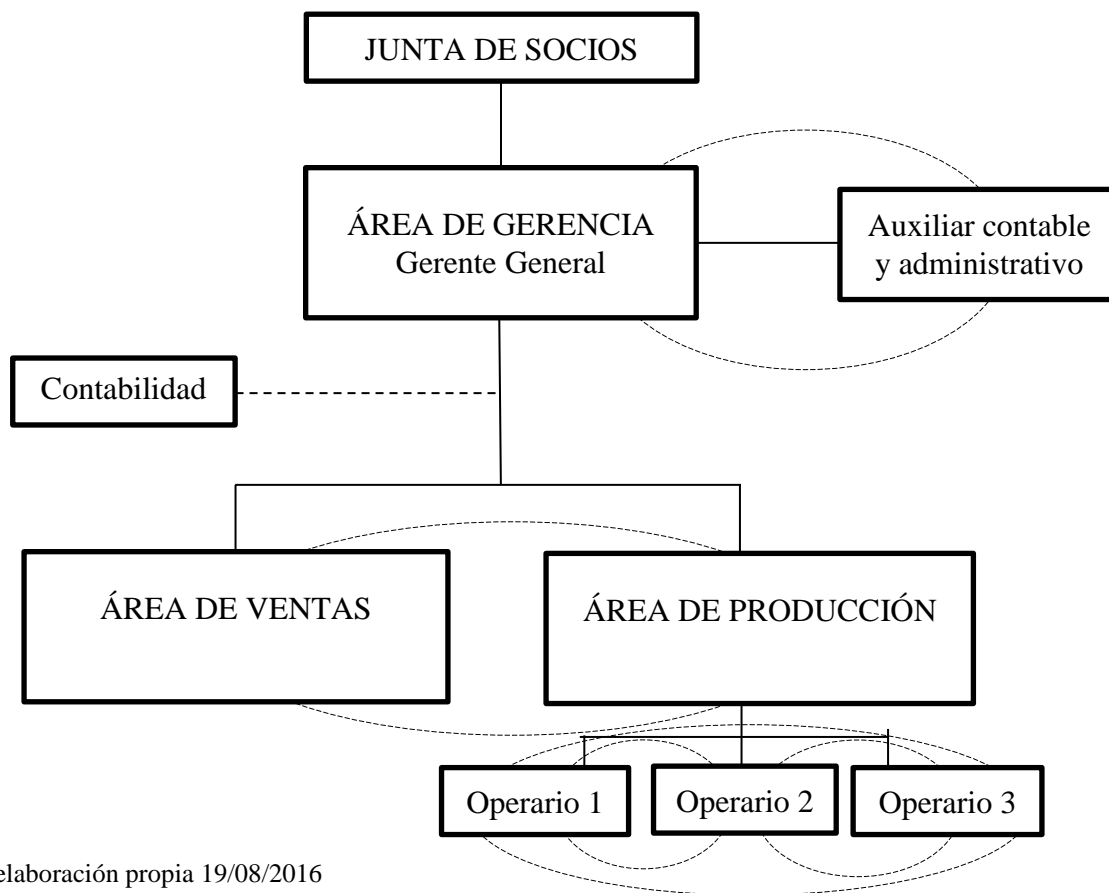 JUNTA DE SOCIOS
ÁREA DE GERENCIA
Gerente General
Auxiliar contable
y administrativo
Contabilidad
ÁREA DE VENTAS
ÁREA DE PRODUCCIÓN
Operario 1
Operario 2
Operario 3
elaboración propia 19/08/2016